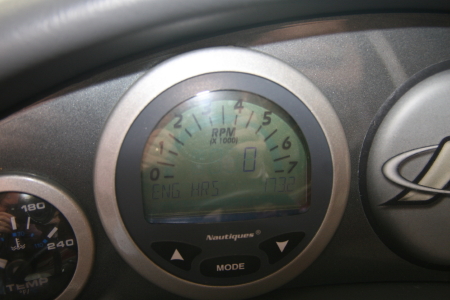 0 1 2 3 4 5 6 7
RPM
(X 1000)
0
ENG HRS
Nautiques®
MODE
180
240
TEMP